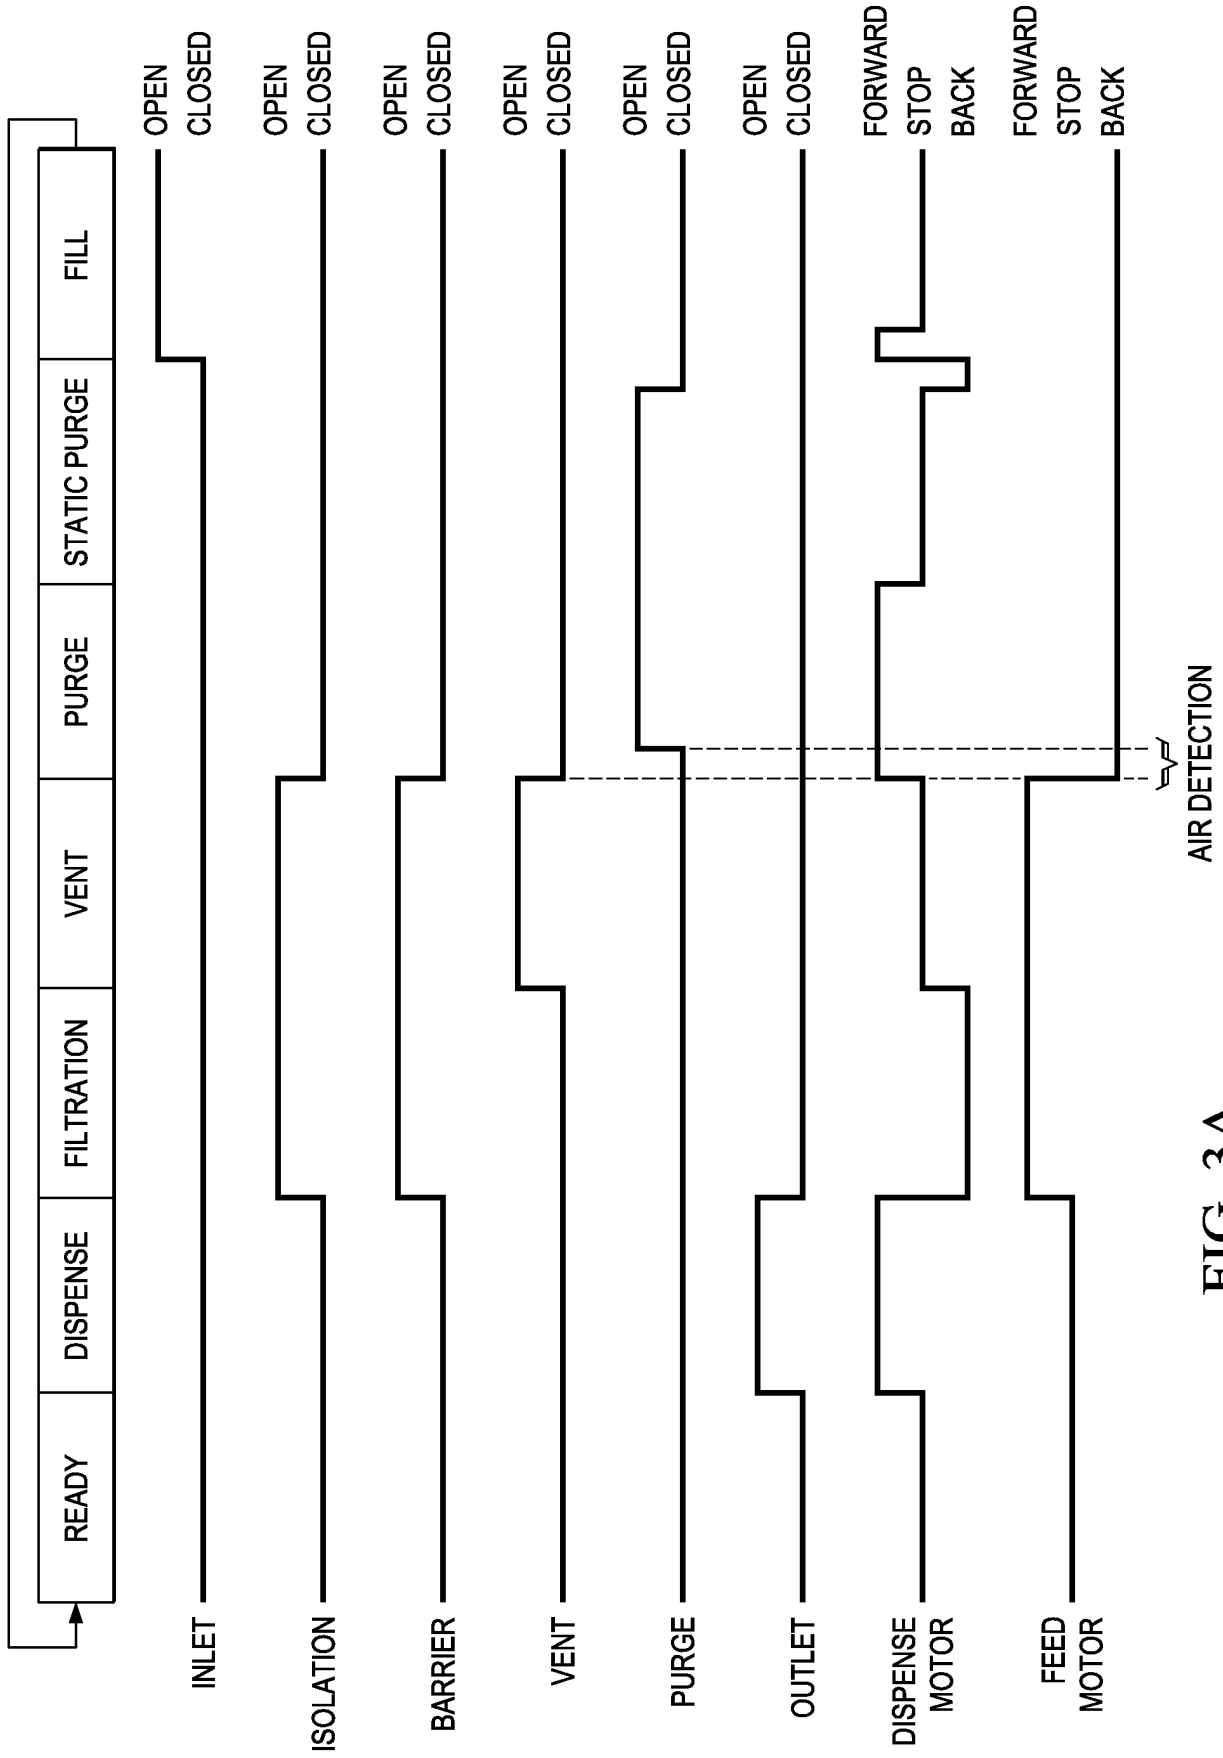 READY
DISPENSE
FILTRATION
VENT
PURGE
STATIC PURGE
FILL
INLET
OPEN
CLOSED
ISOLATION
OPEN
CLOSED
BARRIER
OPEN
CLOSED
VENT
OPEN
CLOSED
PURGE
OPEN
CLOSED
OUTLET
OPEN
CLOSED
DISPENSE
MOTOR
FORWARD
STOP
BACK
FEED
MOTOR
FORWARD
STOP
BACK
AIR DETECTION
FIG. 3A